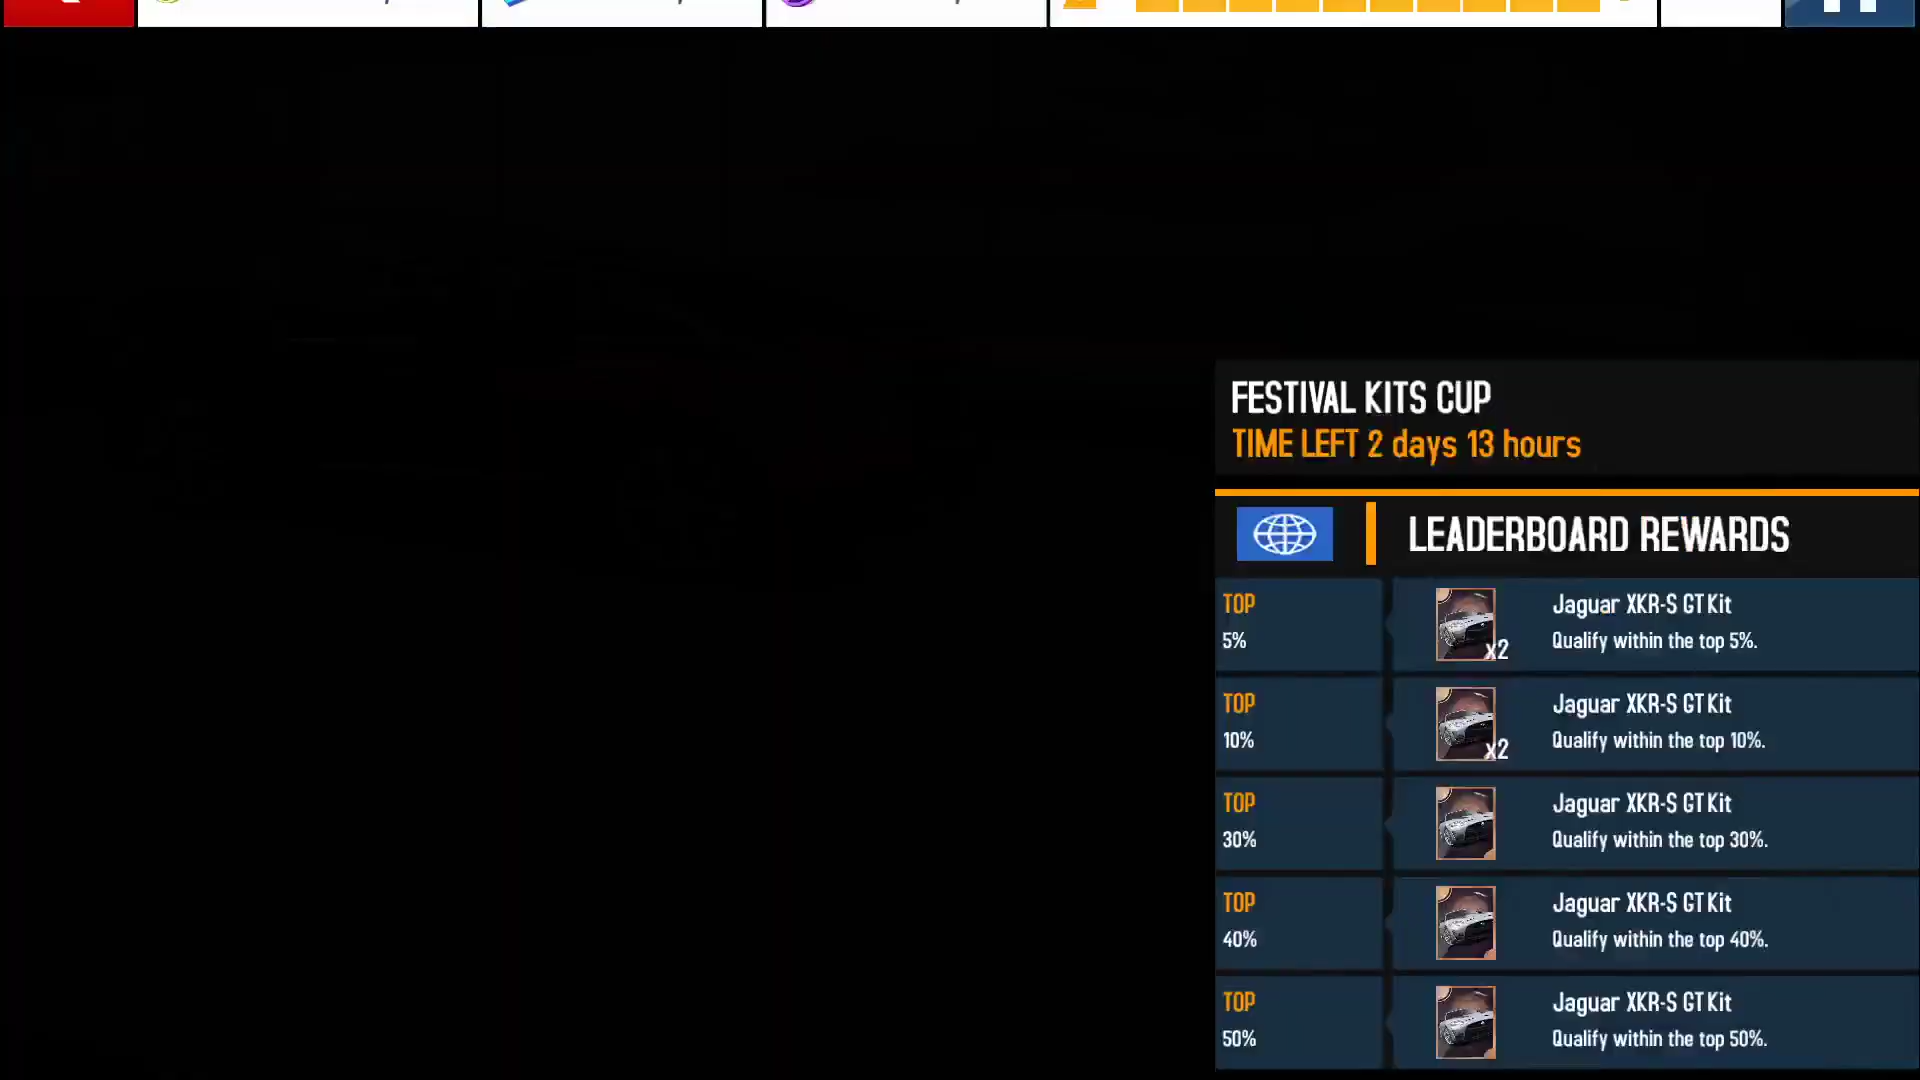 FESTIVAL KITS CUP
TIME LEFT 2 days 13 hours
LEADERBOARD REWARDS
TOP
5%
x2
Jaguar XKR-S GT Kit
Qualify within the top 5%.
TOP
10%
x2
Jaguar XKR-S GT Kit
Qualify within the top 10%.
TOP
30%
Jaguar XKR-S GT Kit
Qualify within the top 30%.
TOP
40%
Jaguar XKR-S GT Kit
Qualify within the top 40%.
TOP
50%
Jaguar XKR-S GT Kit
Qualify within the top 50%.